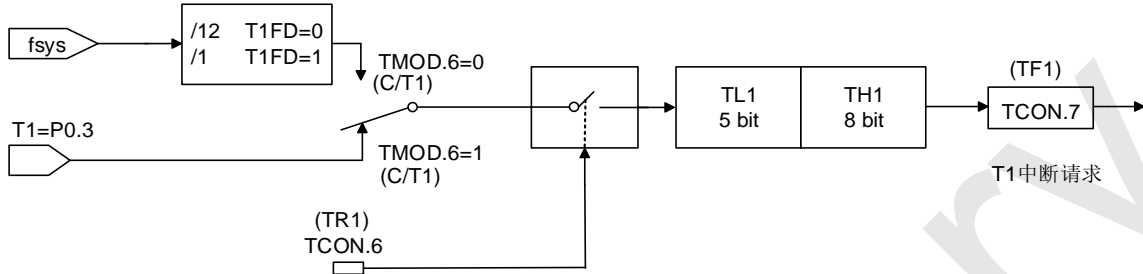 fsys
/12 T1FD=0
/1 T1FD=1
TMOD.6=0
(C/T1)
T1=P0.3
TMOD.6=1
(C/T1)
(TR1)
TCON.6
TL1
5 bit
TH1
8 bit
(TF1)
TCON.7
T1中断请求